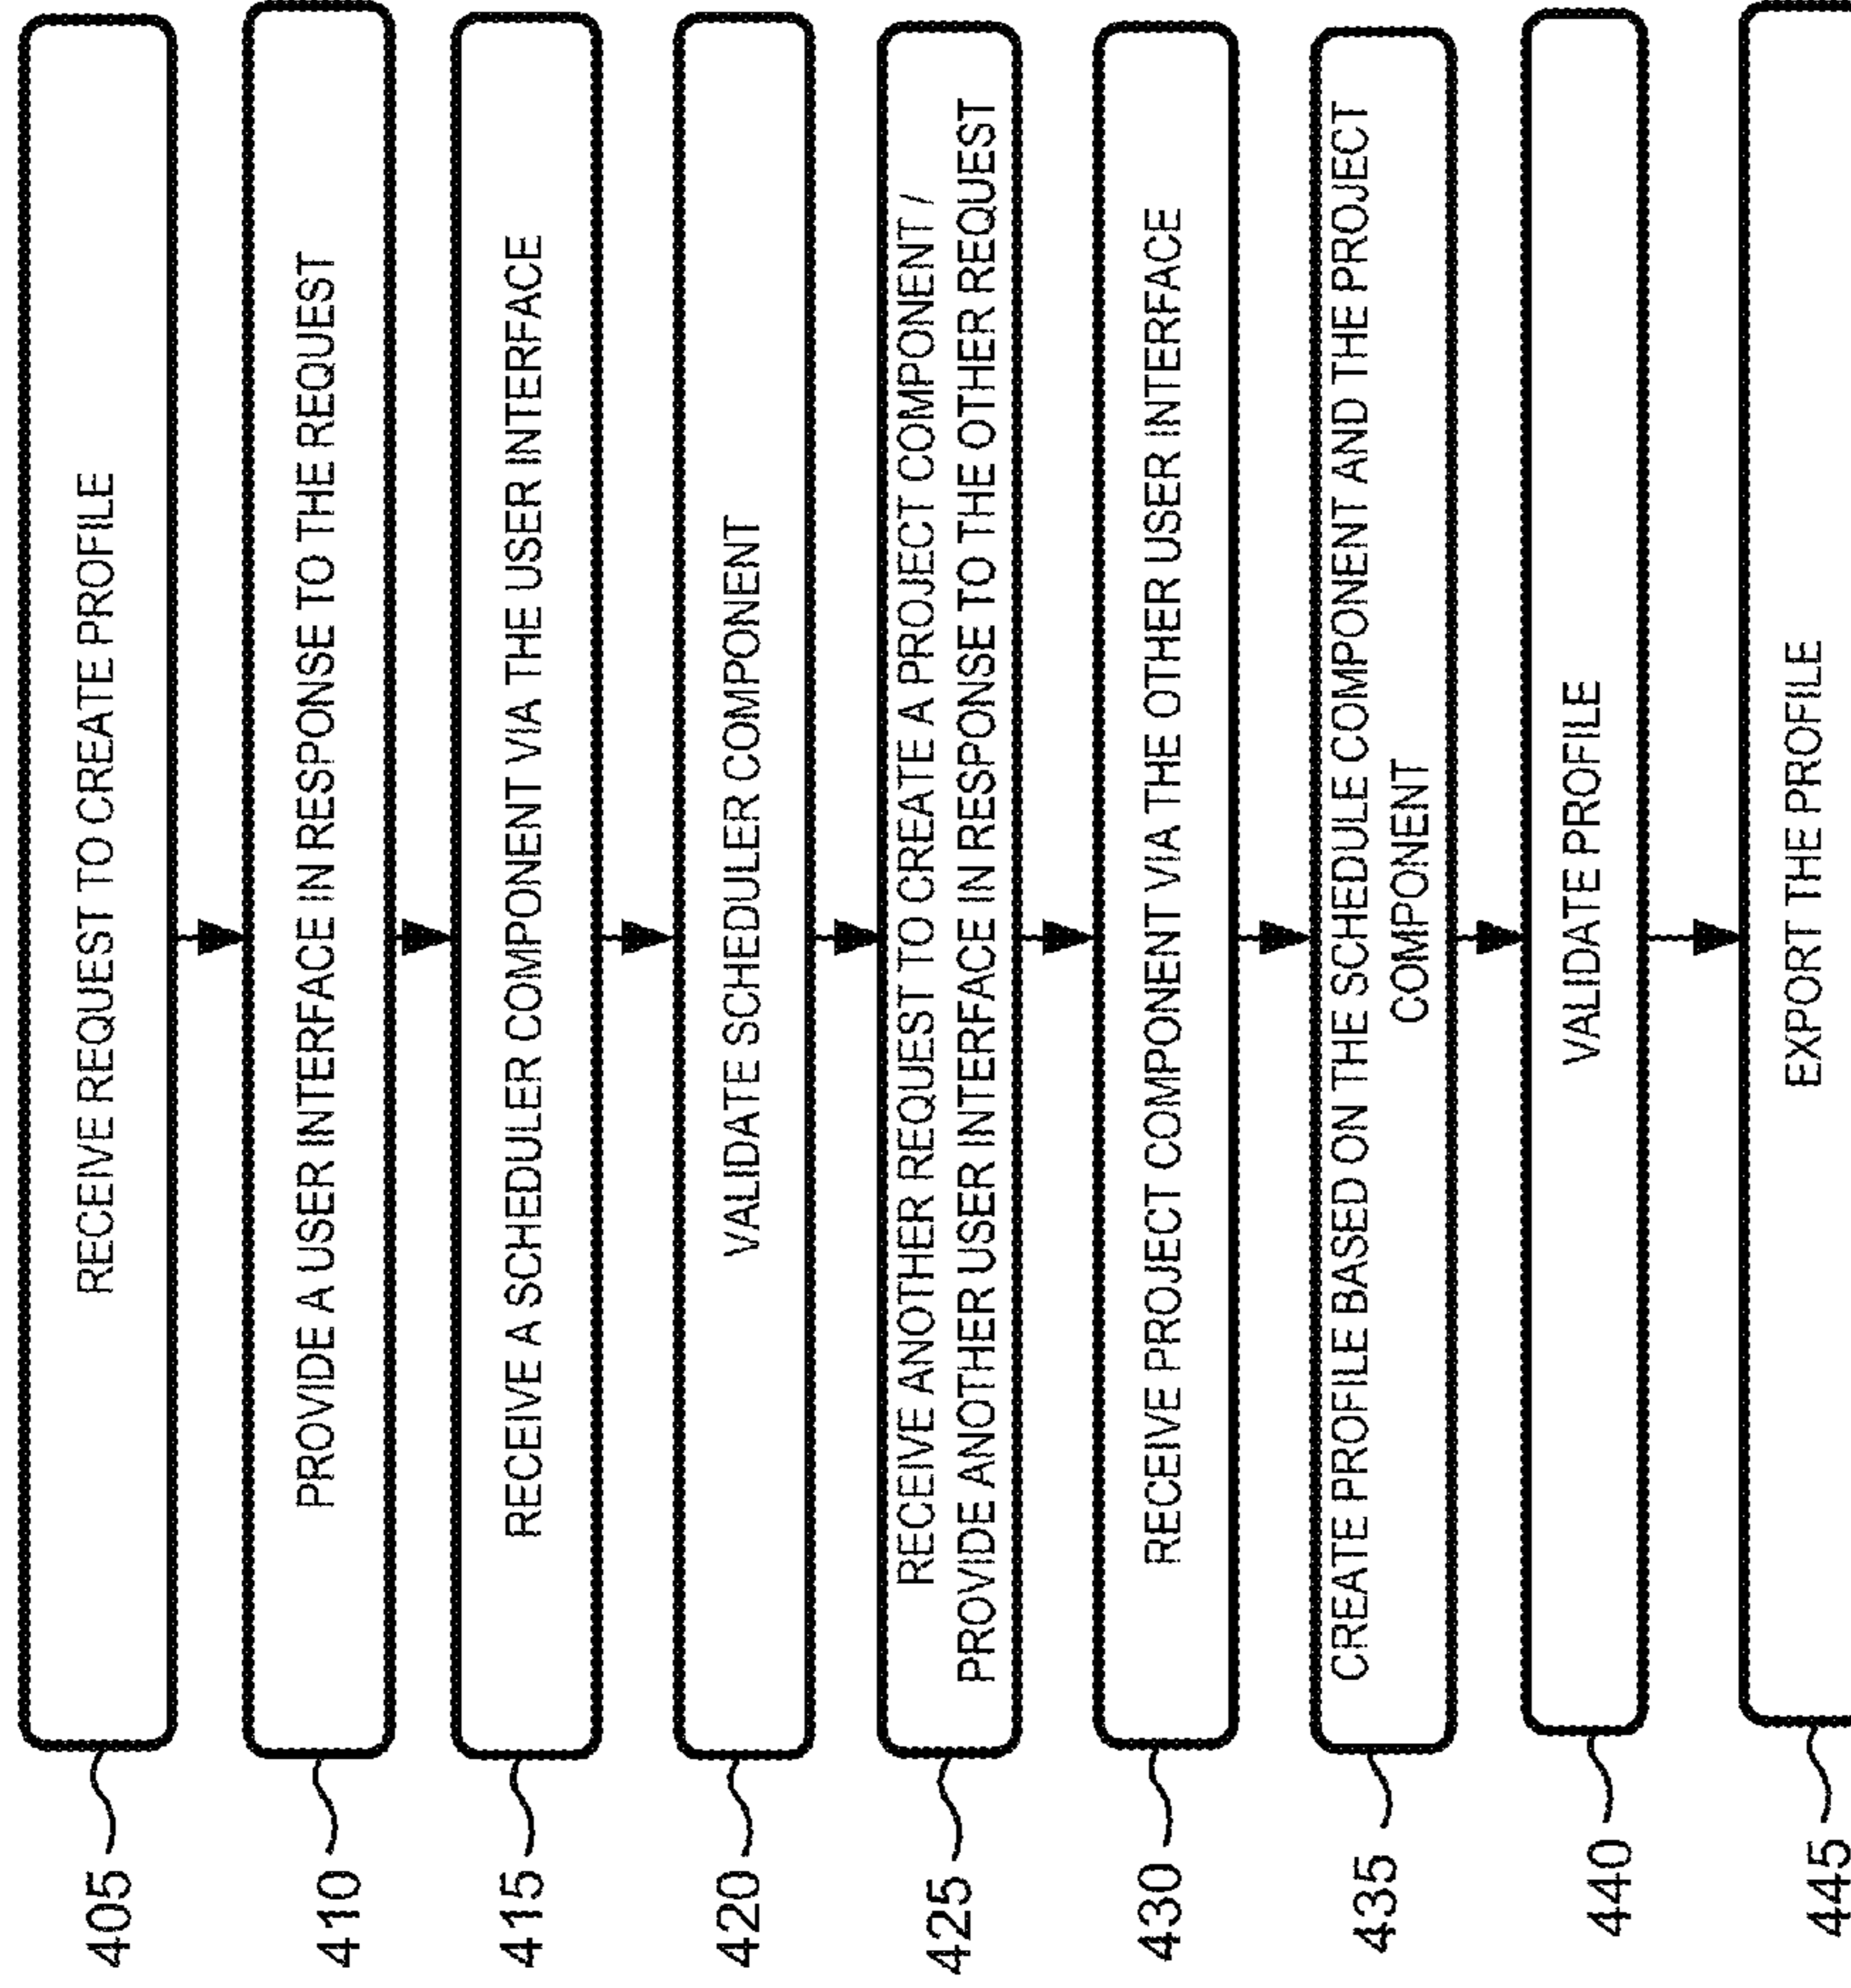 405
RECEIVE REQUEST TO CREATE PROFILE
410
PROVIDE A USER INTERFACE IN RESPONSE TO THE REQUEST
415
RECEIVE A SCHEDULER COMPONENT VIA THE USER INTERFACE
420
VALIDATE SCHEDULER COMPONENT
425
RECEIVE ANOTHER REQUEST TO CREATE A PROJECT COMPONENT /
PROVIDE ANOTHER USER INTERFACE IN RESPONSE TO THE OTHER REQUEST
430
RECEIVE PROJECT COMPONENT VIA THE OTHER USER INTERFACE
435
CREATE PROFILE BASED ON THE SCHEDULE COMPONENT AND THE PROJECT
COMPONENT
440
VALIDATE PROFILE
445
EXPORT THE PROFILE